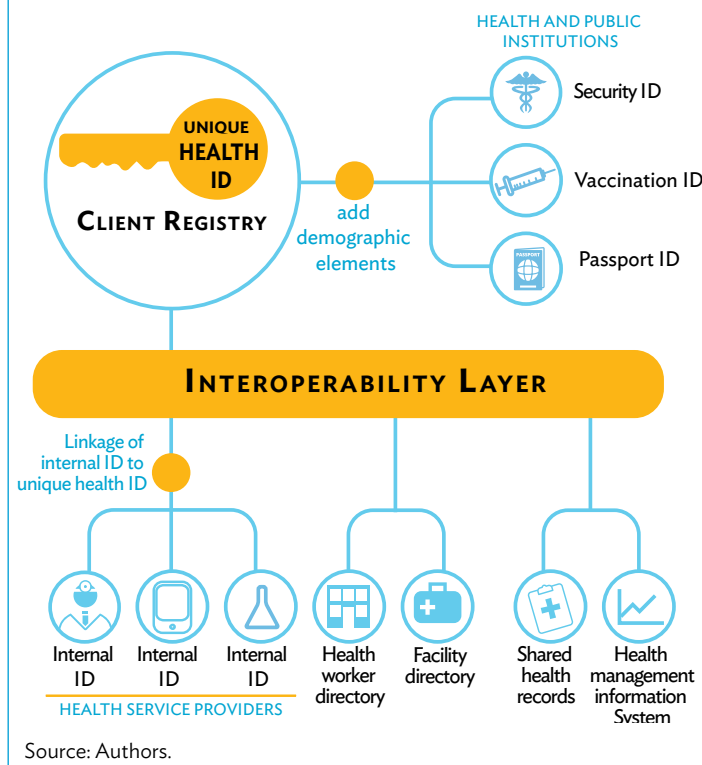 HEALTH AND PUBLIC
INSTITUTIONS
Security ID
Vaccination ID
PASSPORT
Passport ID
UNIQUE
HEALTH
ID
CLIENT REGISTRY
add
demographic
elements
INTEROPERABILITY LAYER
Linkage of
internal ID to
unique health ID
Internal
ID
Internal
ID
Internal
ID
HEALTH SERVICE PROVIDERS
Health
worker
directory
Facility
directory
Shared
health
records
Health
management
information
System
Source: Authors.